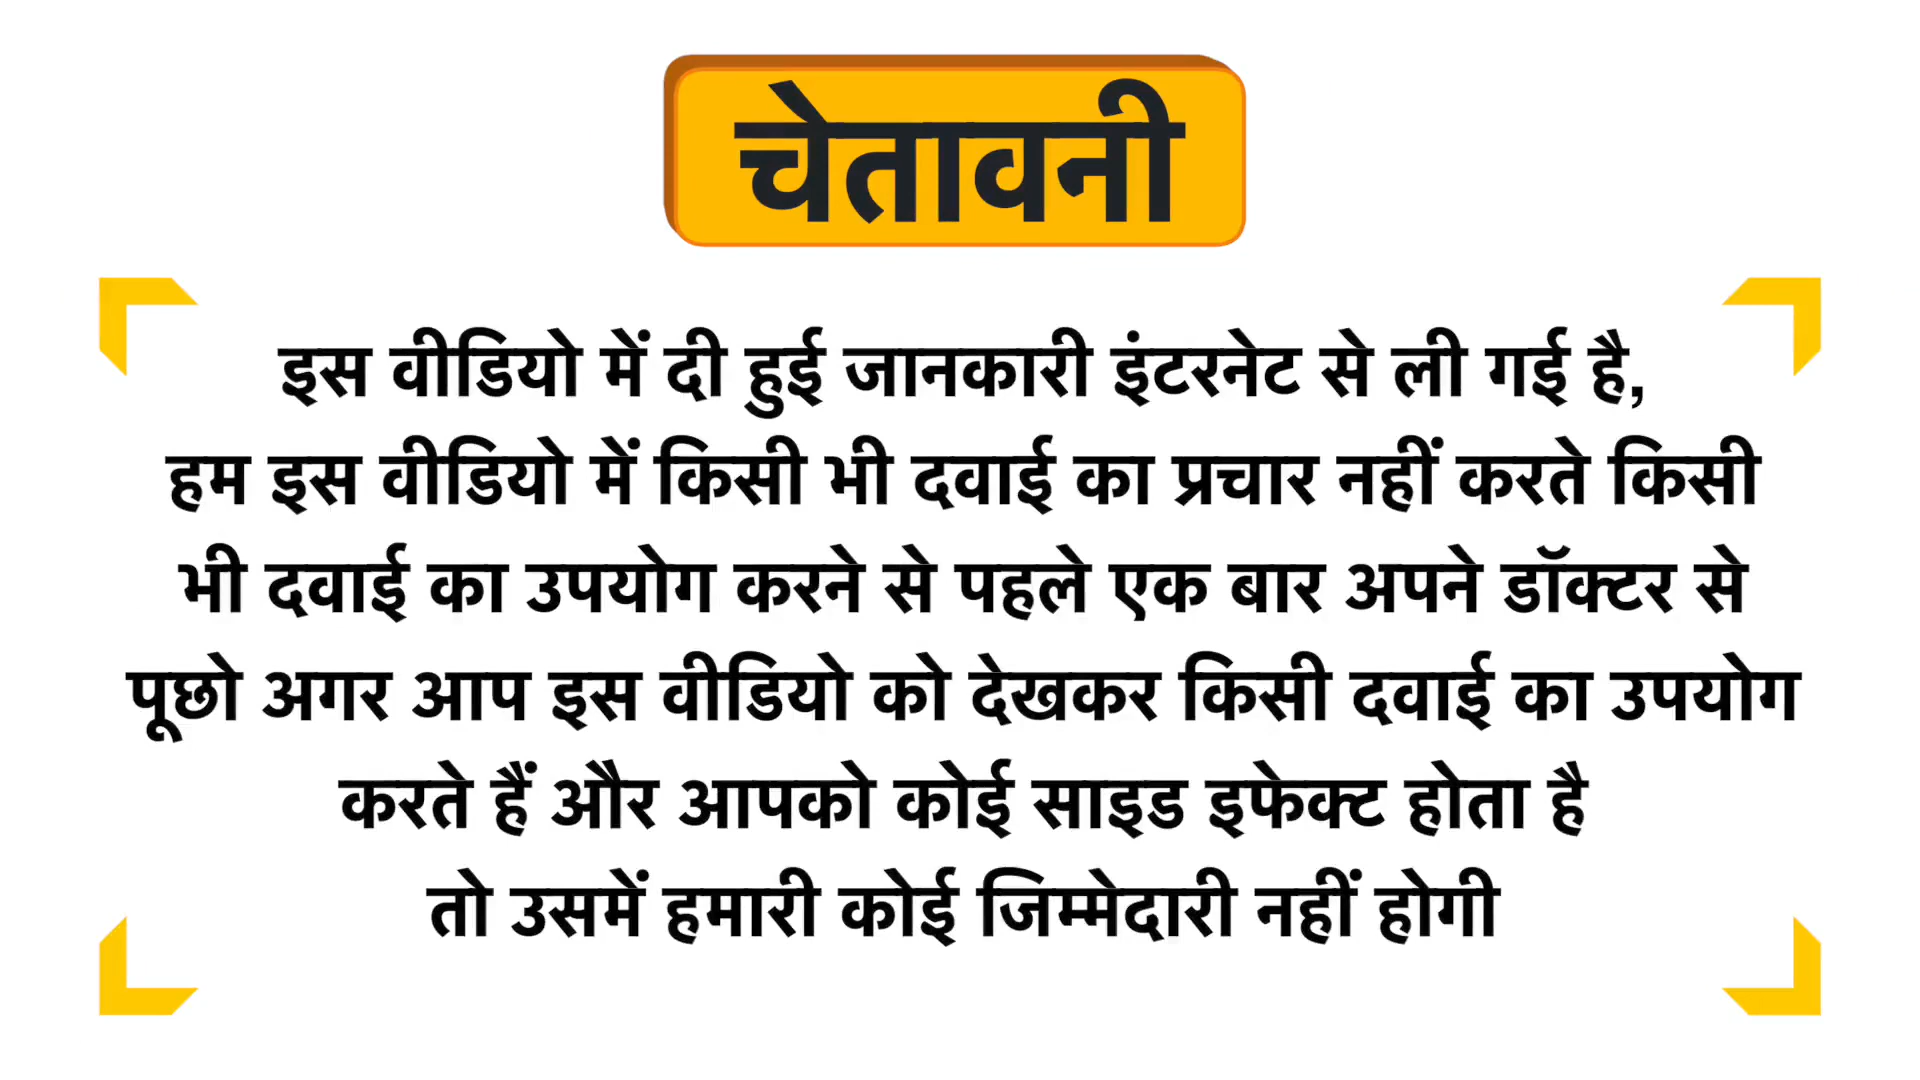 चेतावनी
इस वीडियो में दी हुई जानकारी इंटरनेट से ली गई है,
हम इस वीडियो में किसी भी दवाई का प्रचार नहीं करते किसी
भी दवाई का उपयोग करने से पहले एक बार अपने डॉक्टर से
पूछो अगर आप इस वीडियो को देखकर किसी दवाई का उपयोग
करते हैं और आपको कोई साइड इफेक्ट होता है
तो उसमें हमारी कोई जिम्मेदारी नहीं होगी